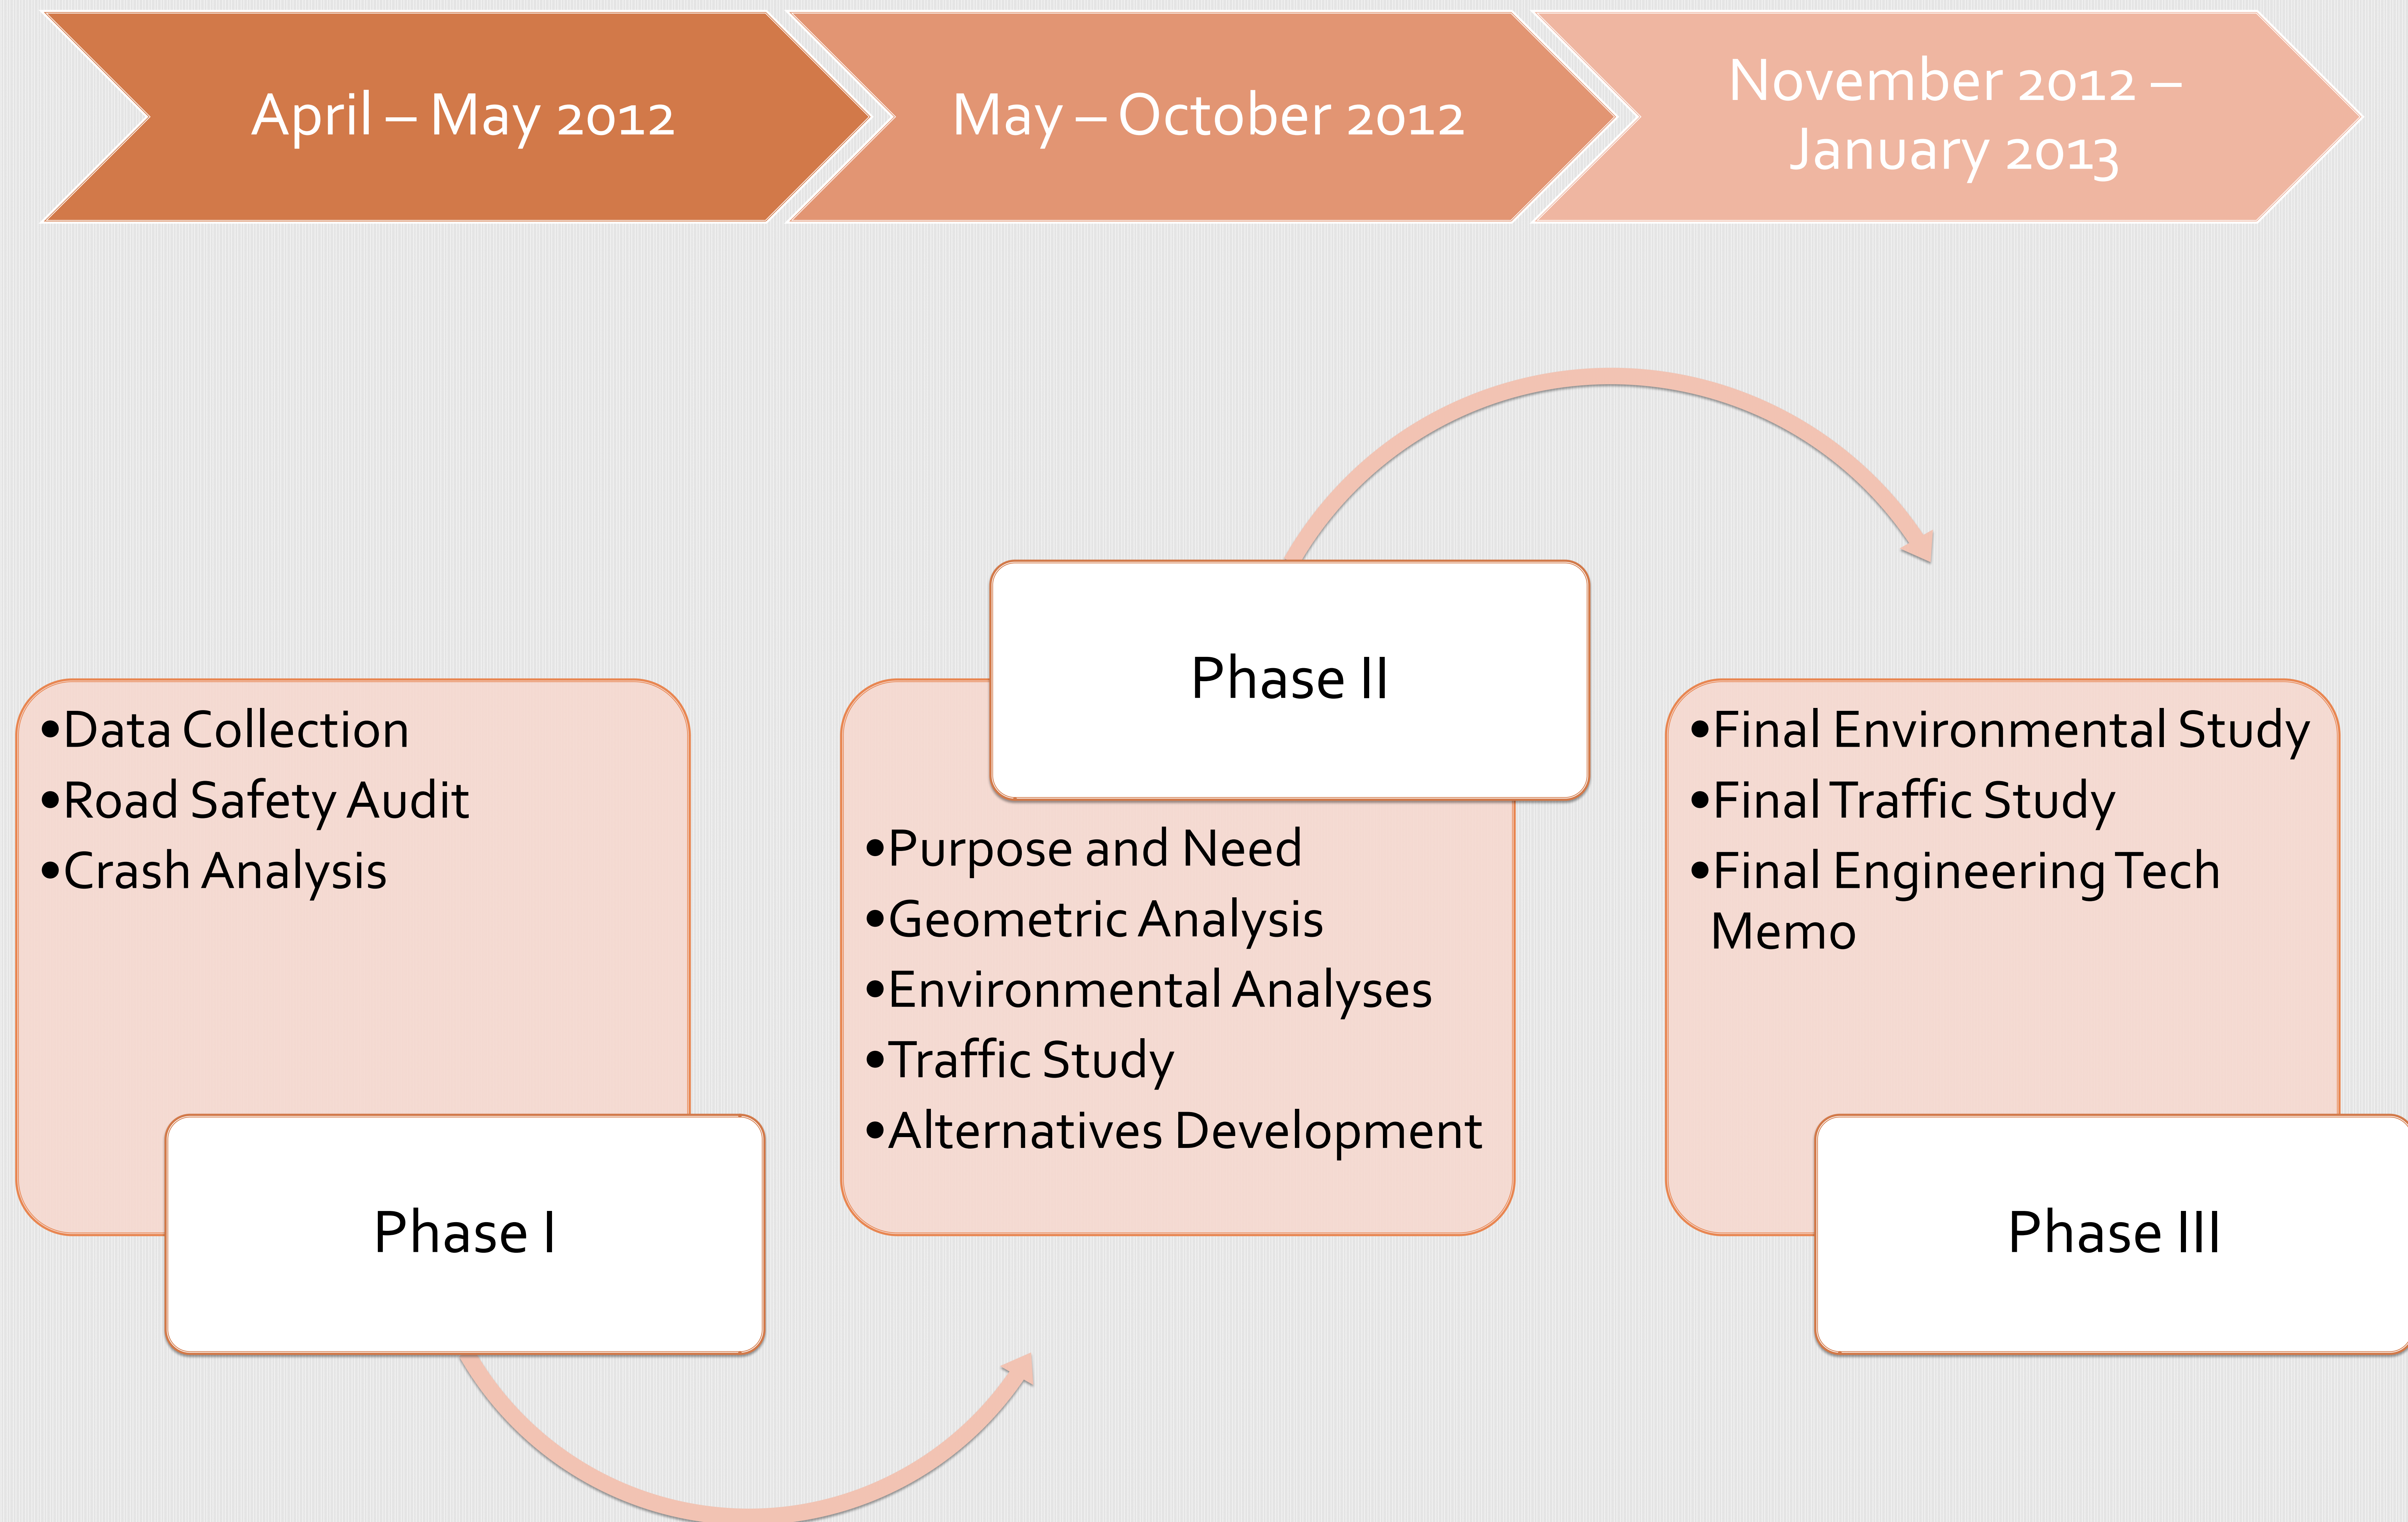 April – May 2012
May – October 2012
November 2012 –
January 2013
•Data Collection
•Road Safety Audit
•Crash Analysis
Phase I
Phase II
•Purpose and Need
•Geometric Analysis
•Environmental Analyses
•Traffic Study
•Alternatives Development
•Final Environmental Study
•Final Traffic Study
•Final Engineering Tech
Memo
Phase III